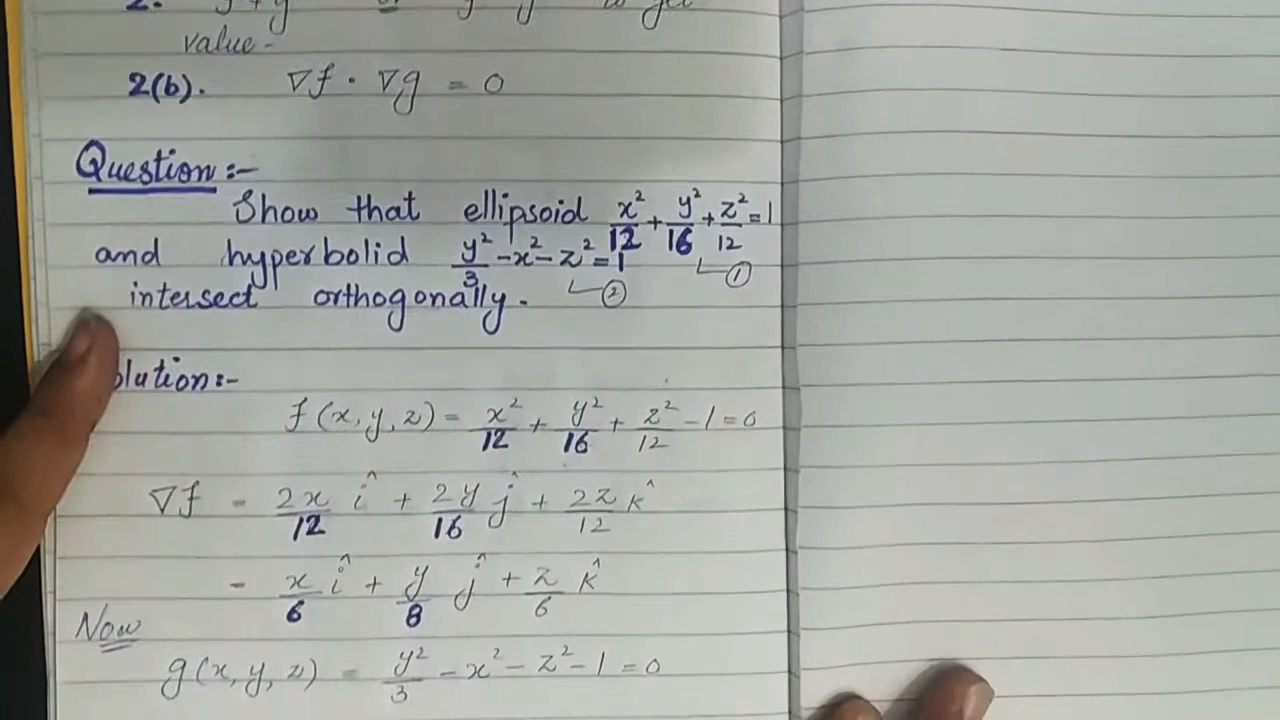 2.
value -
2(b). ∇f · ∇g = 0
Question :-
Show that ellipsoid x²/12 + y²/16 + z²/12 = 1 ①
and hyperbolid y²/3 - x² - z² = 1 ②
intersect orthogonally.
lution :-
f(x, y, z) = x²/12 + y²/16 + z²/12 - 1 = 0
∇f = 2x/12 î + 2y/16 ĵ + 2z/12 k̂
= x/6 î + y/8 ĵ + z/6 k̂
Now
g(x, y, z) = y²/3 - x² - z² - 1 = 0